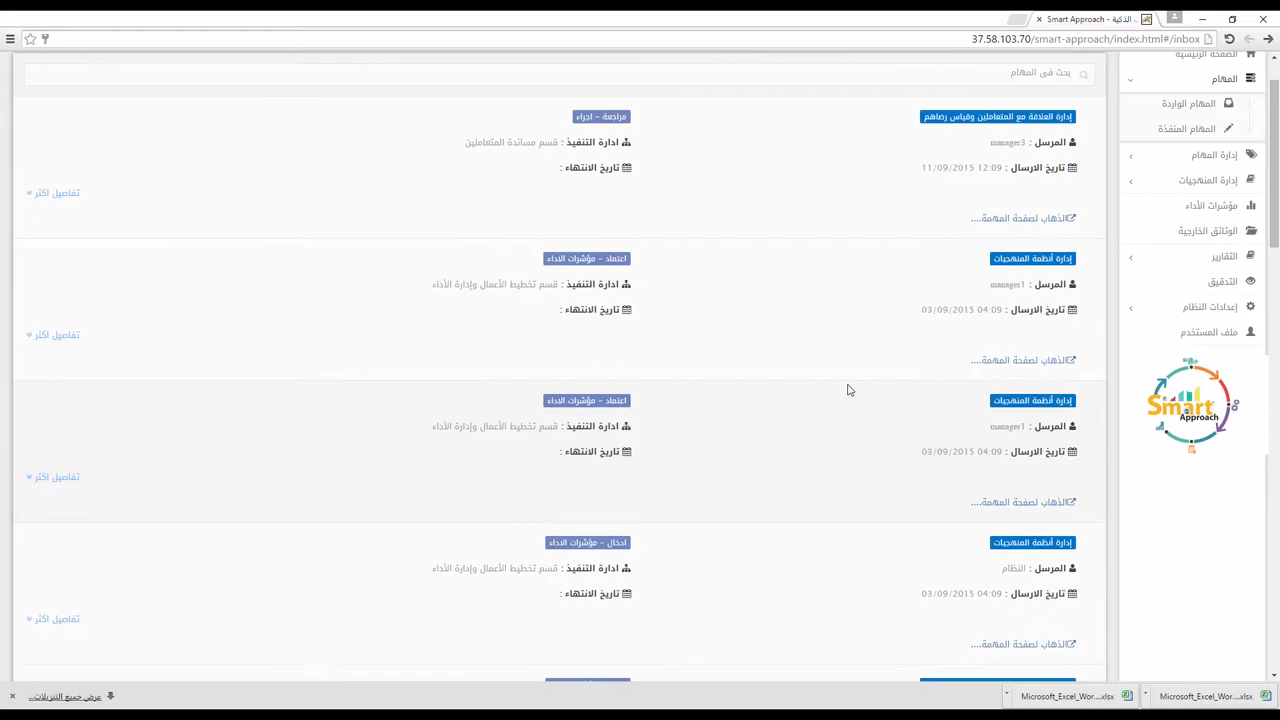 Smart Approach - الذكية
37.58.103.70/smart-approach/index.html#/inbox
الصفحة الرئيسية
المهام
المهام الواردة
المهام المنفذة
إدارة المهام
إدارة المنهجيات
مؤشرات الأداء
الوثائق الخارجية
التقارير
التدقيق
إعدادات النظام
ملف المستخدم
Smart
Approach
بحث فى المهام
إدارة العلاقة مع المتعاملين وقياس رضاهم
مراجعة - اجراء
المرسل : manager3
ادارة التنفيذ : قسم مساندة المتعاملين
تاريخ الارسال : 11/09/2015 12:09
تاريخ الانتهاء :
تفاصيل اكثر
الذهاب لصفحة المهمة....
إدارة أنظمة المنهجيات
اعتماد - مؤشرات الاداء
المرسل : manager1
ادارة التنفيذ : قسم تخطيط الأعمال وإدارة الأداء
تاريخ الارسال : 03/09/2015 04:09
تاريخ الانتهاء :
تفاصيل اكثر
الذهاب لصفحة المهمة....
إدارة أنظمة المنهجيات
اعتماد - مؤشرات الاداء
المرسل : manager1
ادارة التنفيذ : قسم تخطيط الأعمال وإدارة الأداء
تاريخ الارسال : 03/09/2015 04:09
تاريخ الانتهاء :
تفاصيل اكثر
الذهاب لصفحة المهمة....
إدارة أنظمة المنهجيات
ادخال - مؤشرات الاداء
المرسل : النظام
ادارة التنفيذ : قسم تخطيط الأعمال وإدارة الأداء
تاريخ الارسال : 03/09/2015 04:09
تاريخ الانتهاء :
تفاصيل اكثر
الذهاب لصفحة المهمة....
Microsoft_Excel_Wor....xlsx
Microsoft_Excel_Wor....xlsx
عرض جميع التنزيلات...